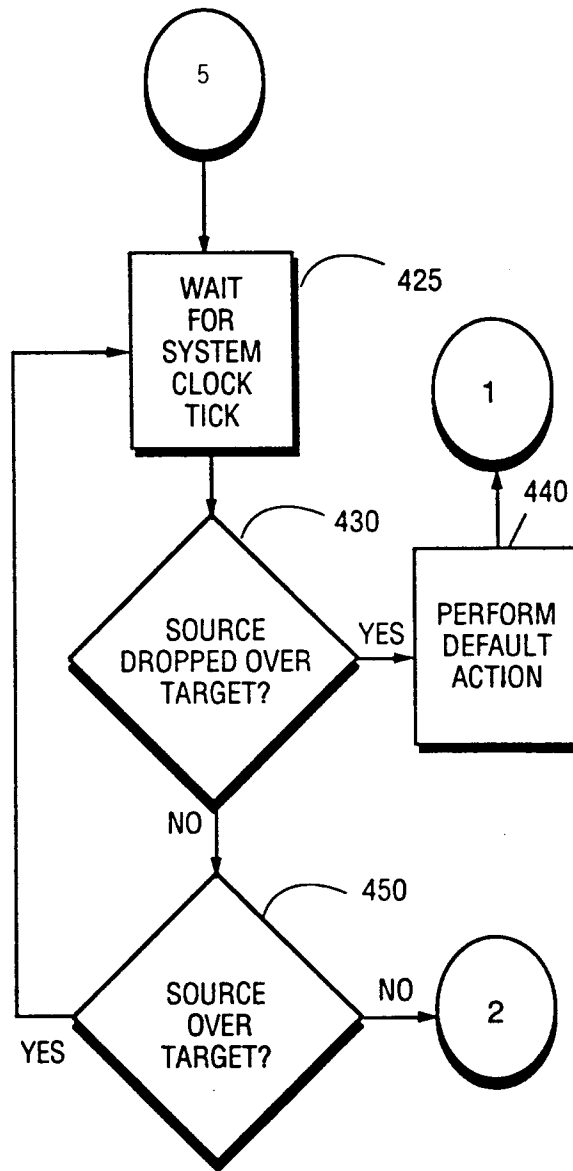 5
WAIT
FOR
SYSTEM
CLOCK
TICK
425
1
430
440
SOURCE
DROPPED OVER
TARGET?
YES
PERFORM
DEFAULT
ACTION
NO
450
SOURCE
OVER
TARGET?
YES
NO
2